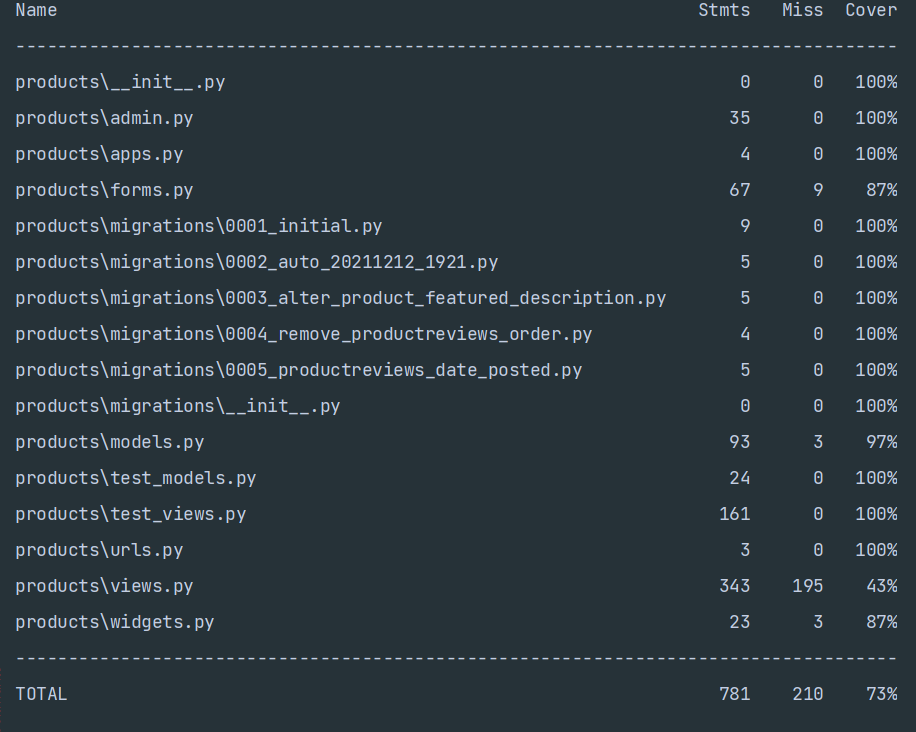 Name Stmts Miss Cover
------------------------------------------------------------------------------------
products\__init__.py 0 0 100%
products\admin.py 35 0 100%
products\apps.py 4 0 100%
products\forms.py 67 9 87%
products\migrations\0001_initial.py 9 0 100%
products\migrations\0002_auto_20211212_1921.py 5 0 100%
products\migrations\0003_alter_product_featured_description.py 5 0 100%
products\migrations\0004_remove_productreviews_order.py 4 0 100%
products\migrations\0005_productreviews_date_posted.py 5 0 100%
products\migrations\__init__.py 0 0 100%
products\models.py 93 3 97%
products\test_models.py 24 0 100%
products\test_views.py 161 0 100%
products\urls.py 3 0 100%
products\views.py 343 195 43%
products\widgets.py 23 3 87%
------------------------------------------------------------------------------------
TOTAL 781 210 73%